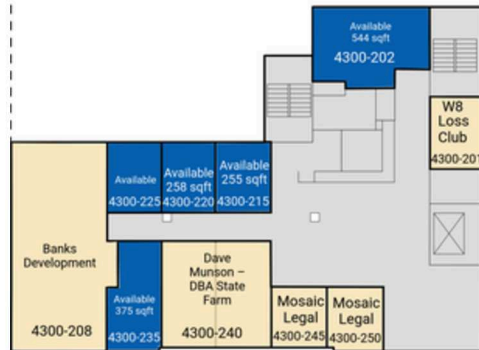 Available
544 sqft
4300-202
W8
Loss
Club
4300-201
Available
4300-225
Available
258 sqft
4300-220
Available
255 sqft
4300-215
Banks
Development
4300-208
Available
375 sqft
4300-235
Dave
Munson –
DBA State
Farm
4300-240
Mosaic
Legal
4300-245
Mosaic
Legal
4300-250